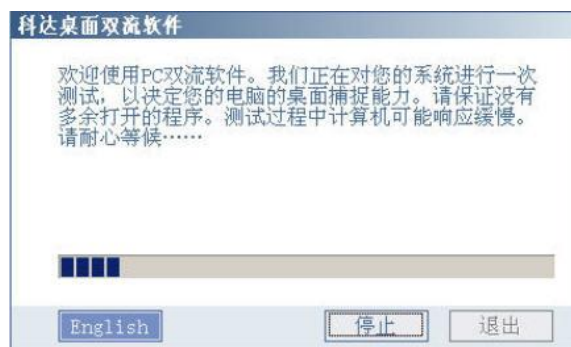 科达桌面双流软件
欢迎使用PC双流软件。我们正在对您的系统进行一次
测试，以决定您的电脑的桌面捕捉能力。请保证没有
多余打开的程序。测试过程中计算机可能响应缓慢。
请耐心等候……
English
停止
退出